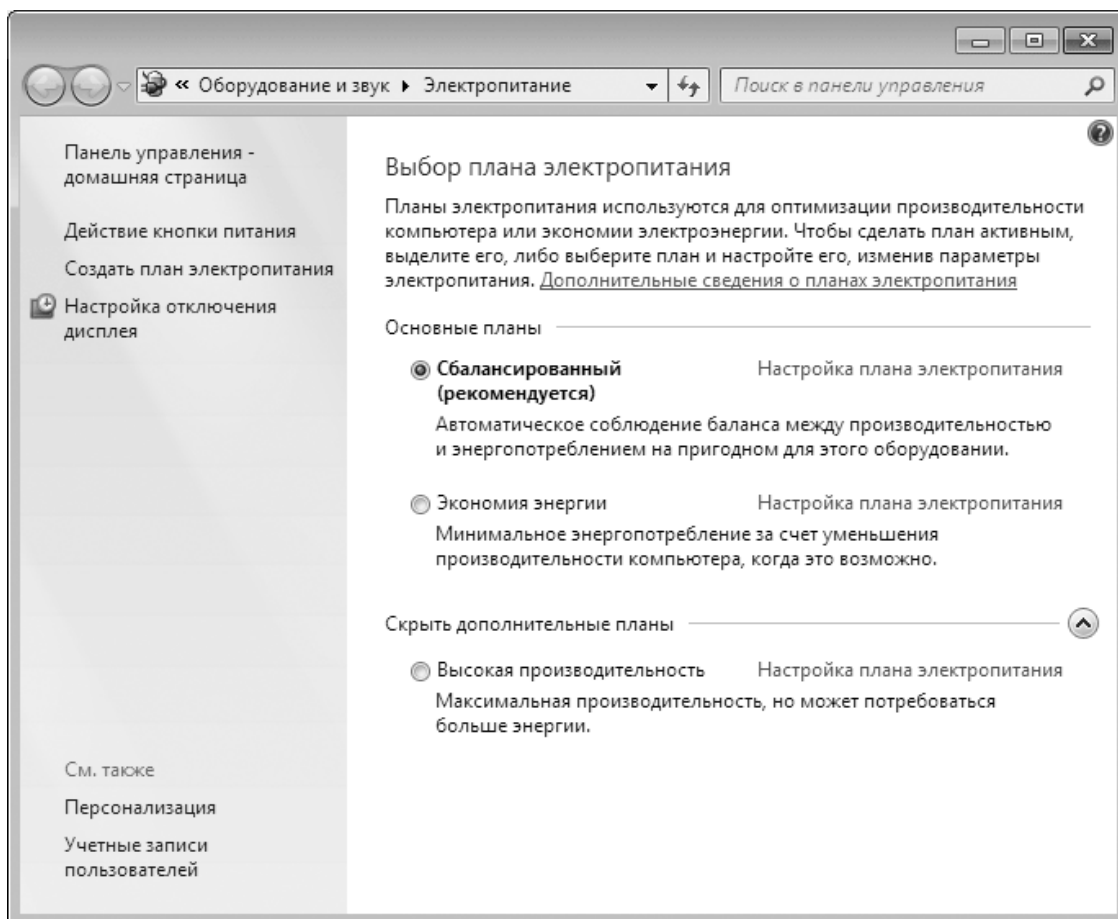 « Оборудование и звук ▸ Электропитание
Поиск в панели управления
Панель управления -
домашняя страница
Действие кнопки питания
Создать план электропитания
Настройка отключения
дисплея
Выбор плана электропитания
Планы электропитания используются для оптимизации производительности
компьютера или экономии электроэнергии. Чтобы сделать план активным,
выделите его, либо выберите план и настройте его, изменив параметры
электропитания. Дополнительные сведения о планах электропитания
Основные планы
Сбалансированный Настройка плана электропитания
(рекомендуется)
Автоматическое соблюдение баланса между производительностью
и энергопотреблением на пригодном для этого оборудовании.
Экономия энергии Настройка плана электропитания
Минимальное энергопотребление за счет уменьшения
производительности компьютера, когда это возможно.
Скрыть дополнительные планы
Высокая производительность Настройка плана электропитания
Максимальная производительность, но может потребоваться
больше энергии.
См. также
Персонализация
Учетные записи
пользователей